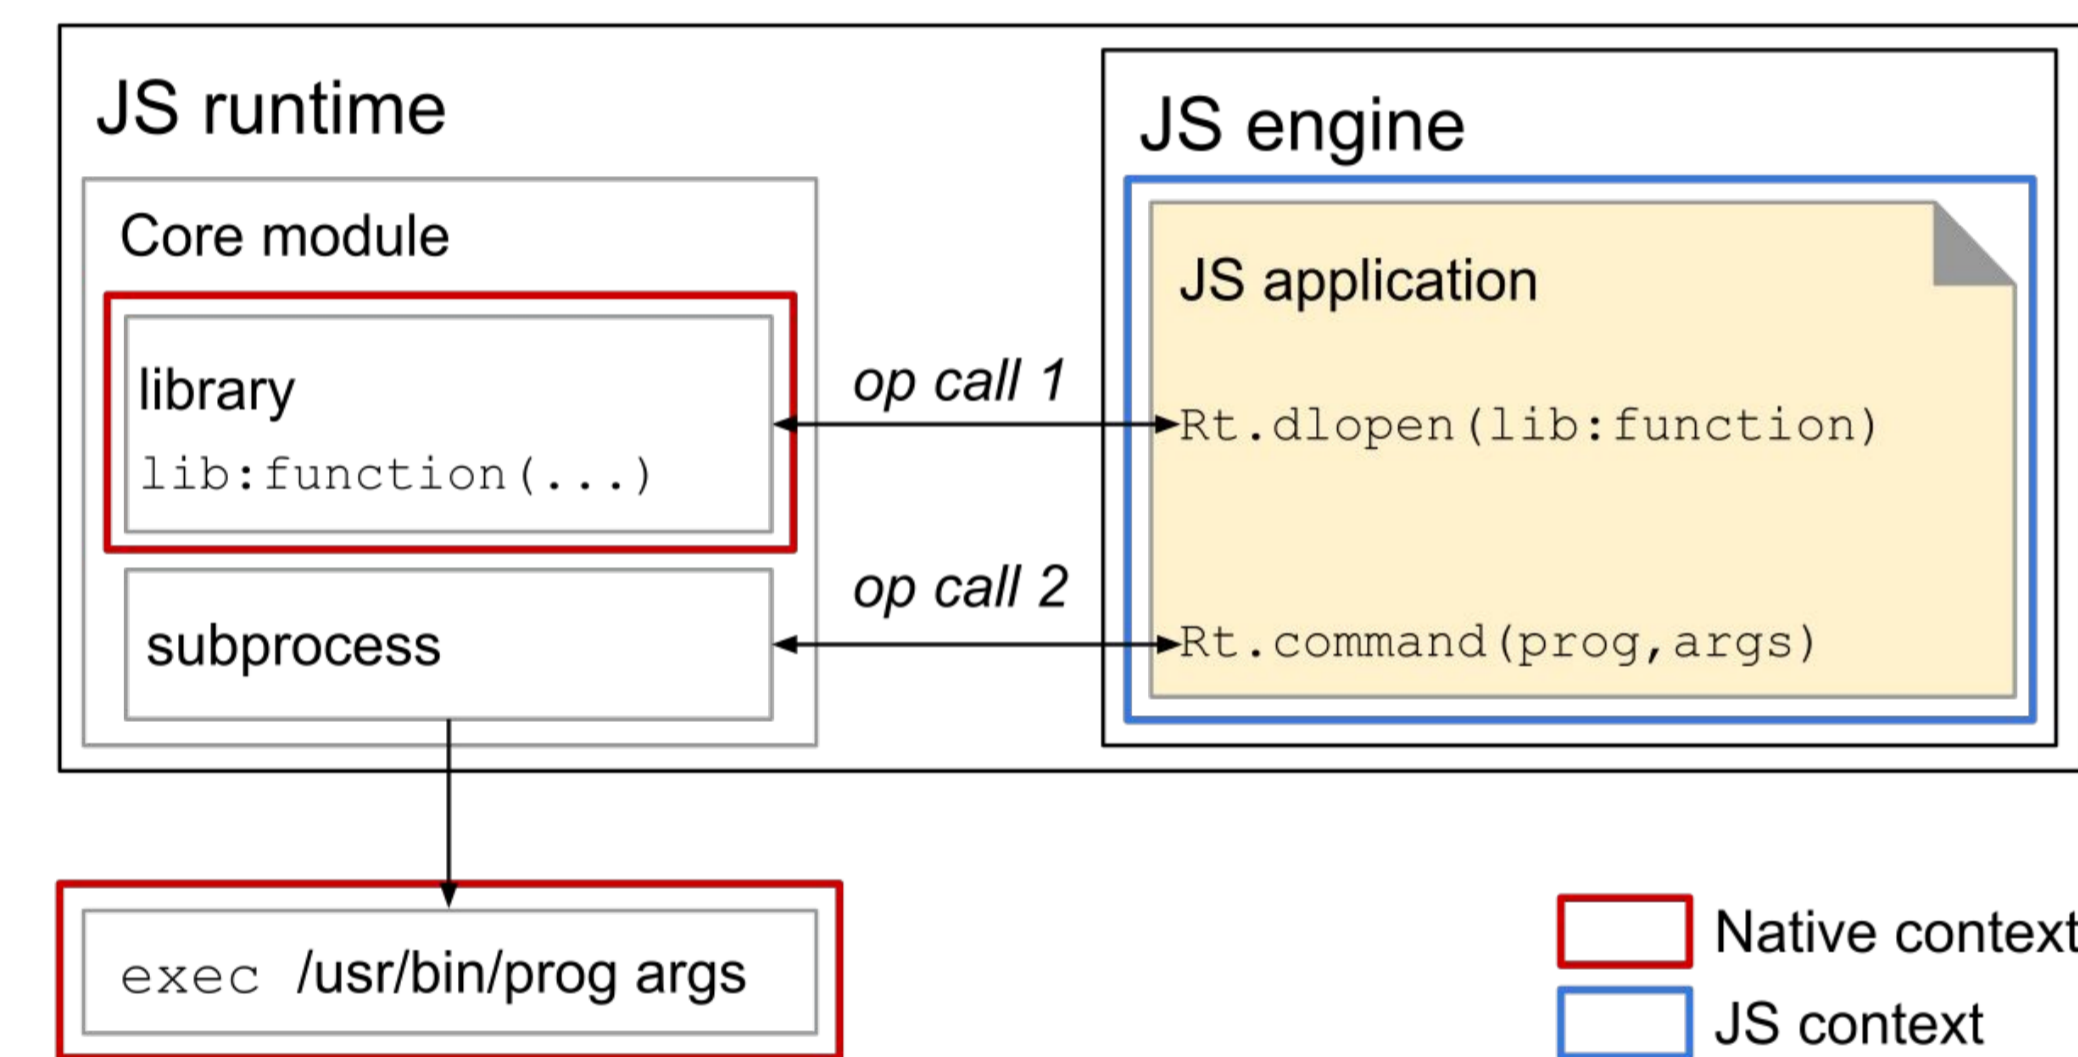 JS runtime
Core module
library
lib:function(...)
subprocess
op call 1
op call 2
JS engine
JS application
Rt.dlopen(lib:function)
Rt.command(prog,args)
exec /usr/bin/prog args
Native context
JS context